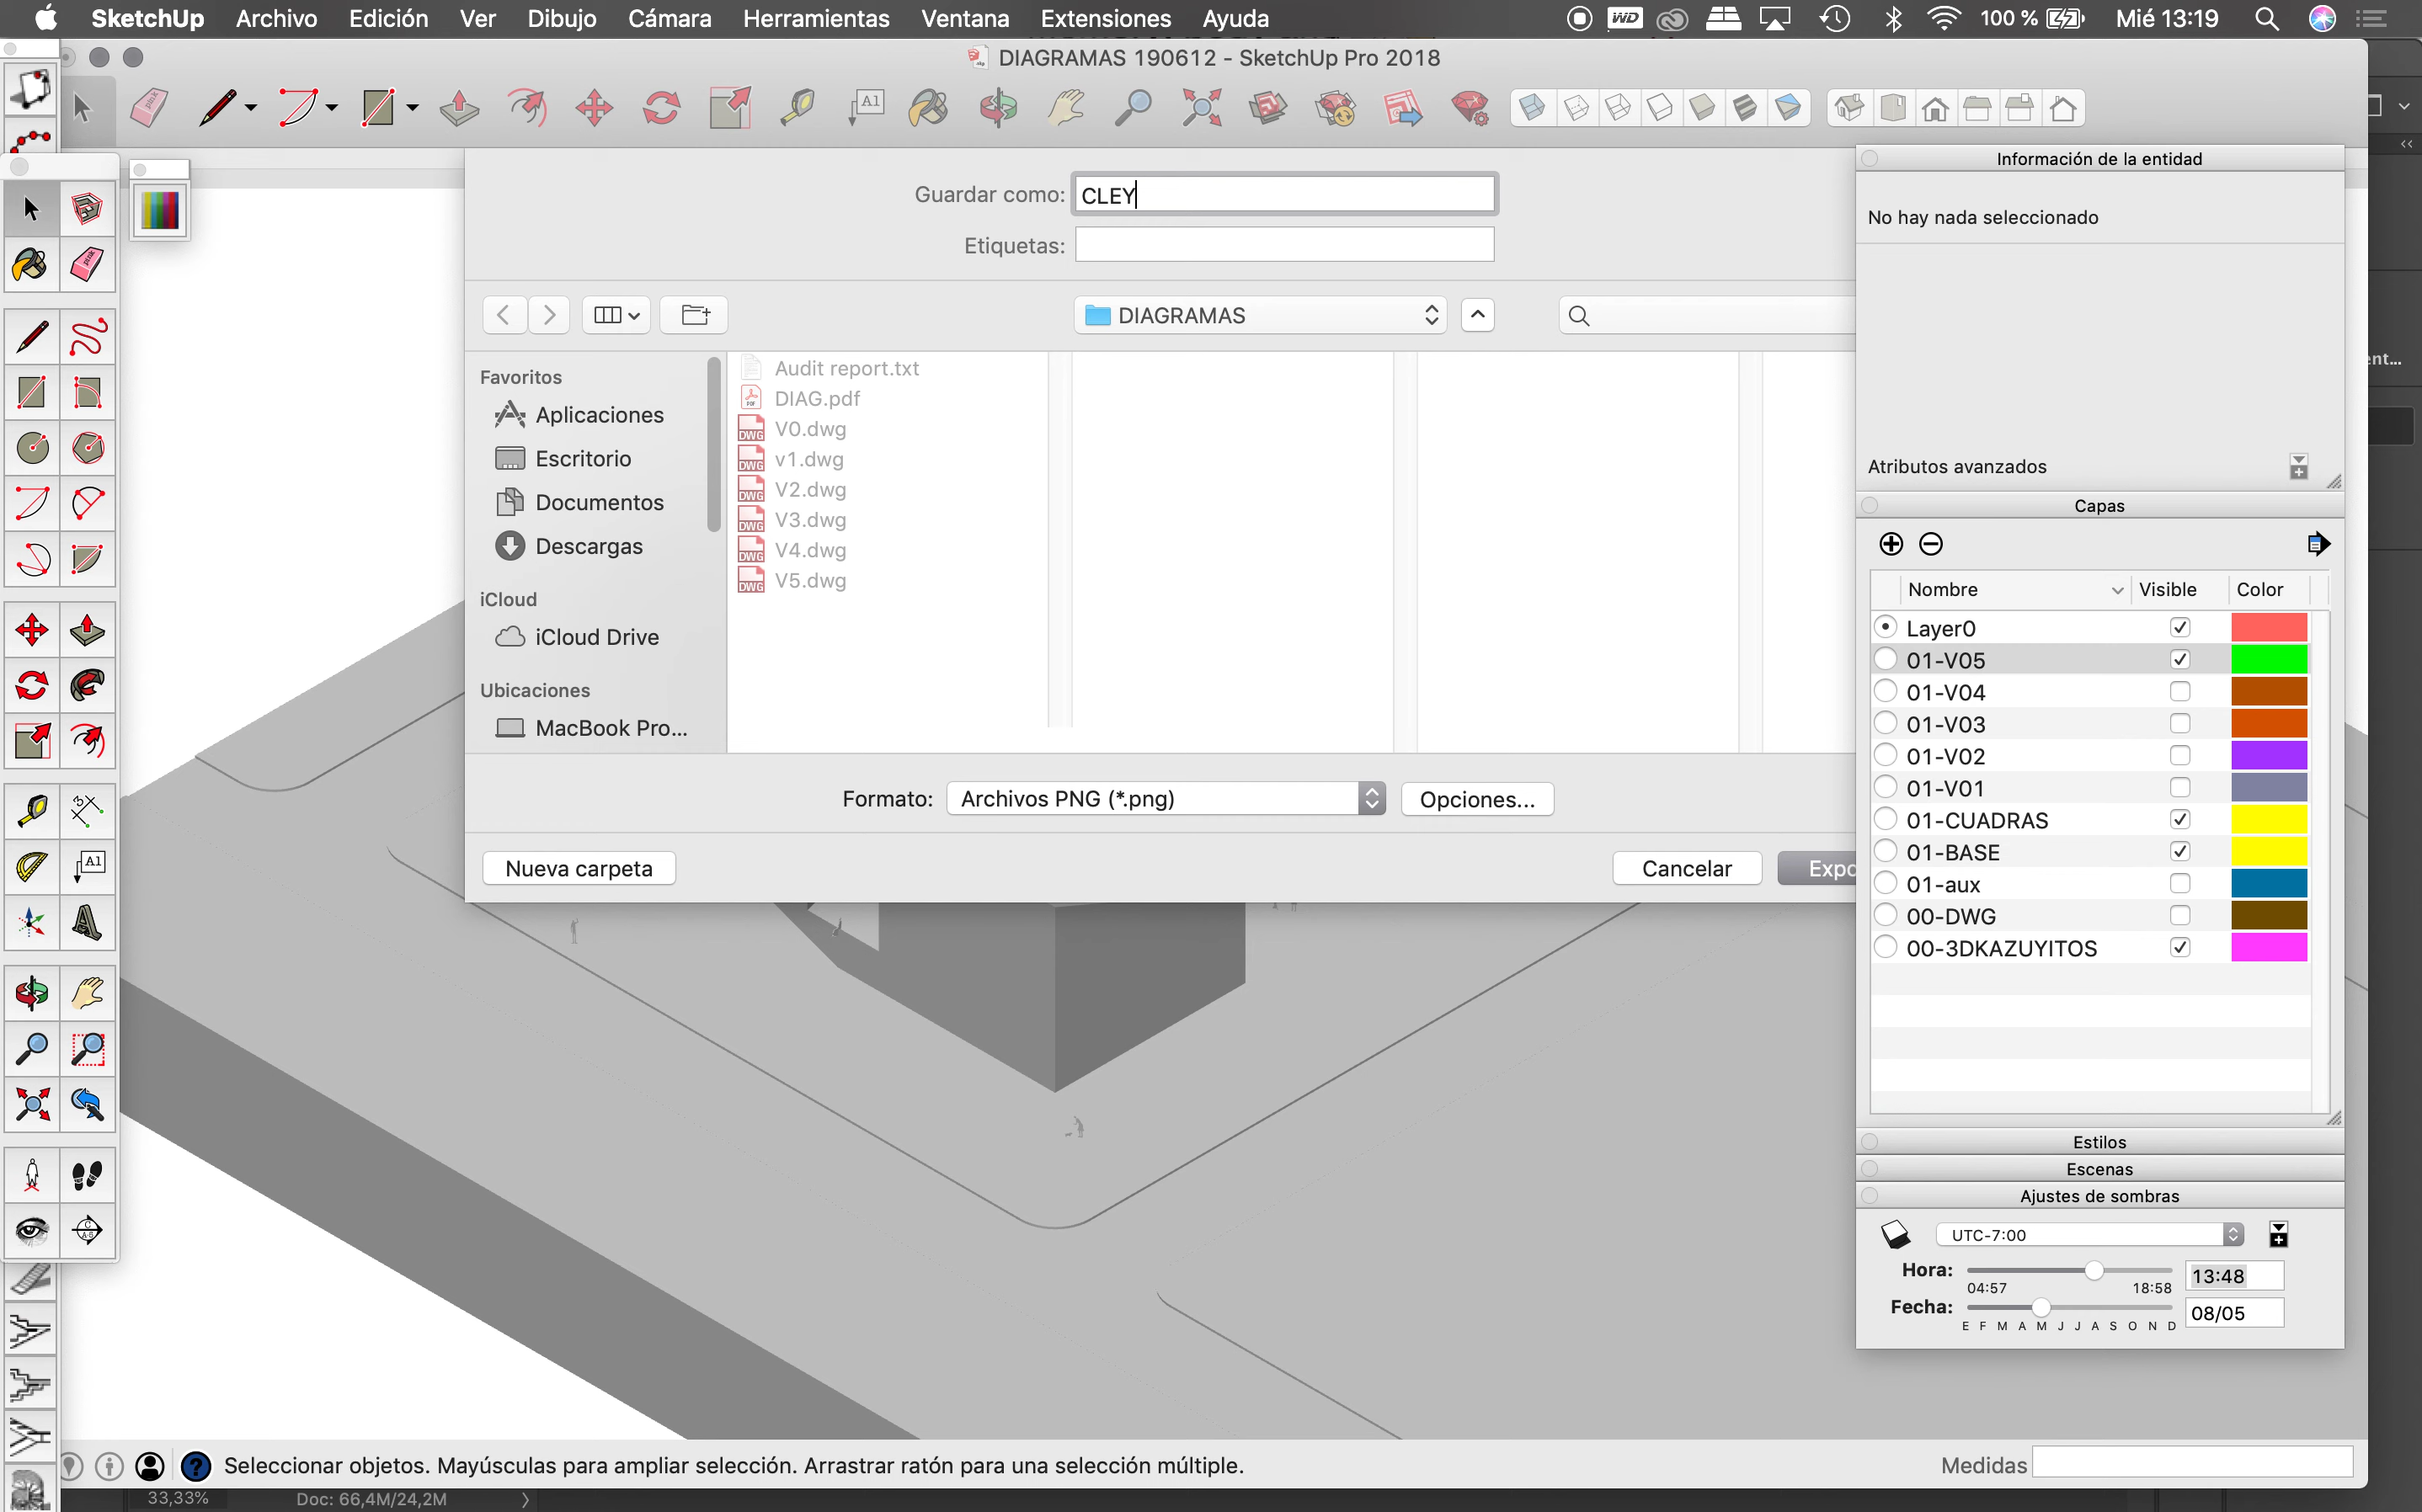 SketchUp Archivo Edición Ver Dibujo Cámara Herramientas Ventana Extensiones Ayuda
WD
100 %
Mié 13:19
DIAGRAMAS 190612 - SketchUp Pro 2018
Guardar como: CLEY
Etiquetas:
DIAGRAMAS
Favoritos
Aplicaciones
Escritorio
Documentos
Descargas
iCloud
iCloud Drive
Ubicaciones
MacBook Pro...
Audit report.txt
DIAG.pdf
V0.dwg
v1.dwg
V2.dwg
V3.dwg
V4.dwg
V5.dwg
Formato: Archivos PNG (*.png)
Opciones...
Nueva carpeta
Cancelar
Expo
Información de la entidad
No hay nada seleccionado
Atributos avanzados
Capas
Nombre Visible Color
Layer0
01-V05
01-V04
01-V03
01-V02
01-V01
01-CUADRAS
01-BASE
01-aux
00-DWG
00-3DKAZUYITOS
Estilos
Escenas
Ajustes de sombras
UTC-7:00
Hora: 13:48
04:57 18:58
Fecha: 08/05
E F M A M J J A S O N D
ent...
Seleccionar objetos. Mayúsculas para ampliar selección. Arrastrar ratón para una selección múltiple.
Medidas
33,33%
Doc: 66,4M/24,2M